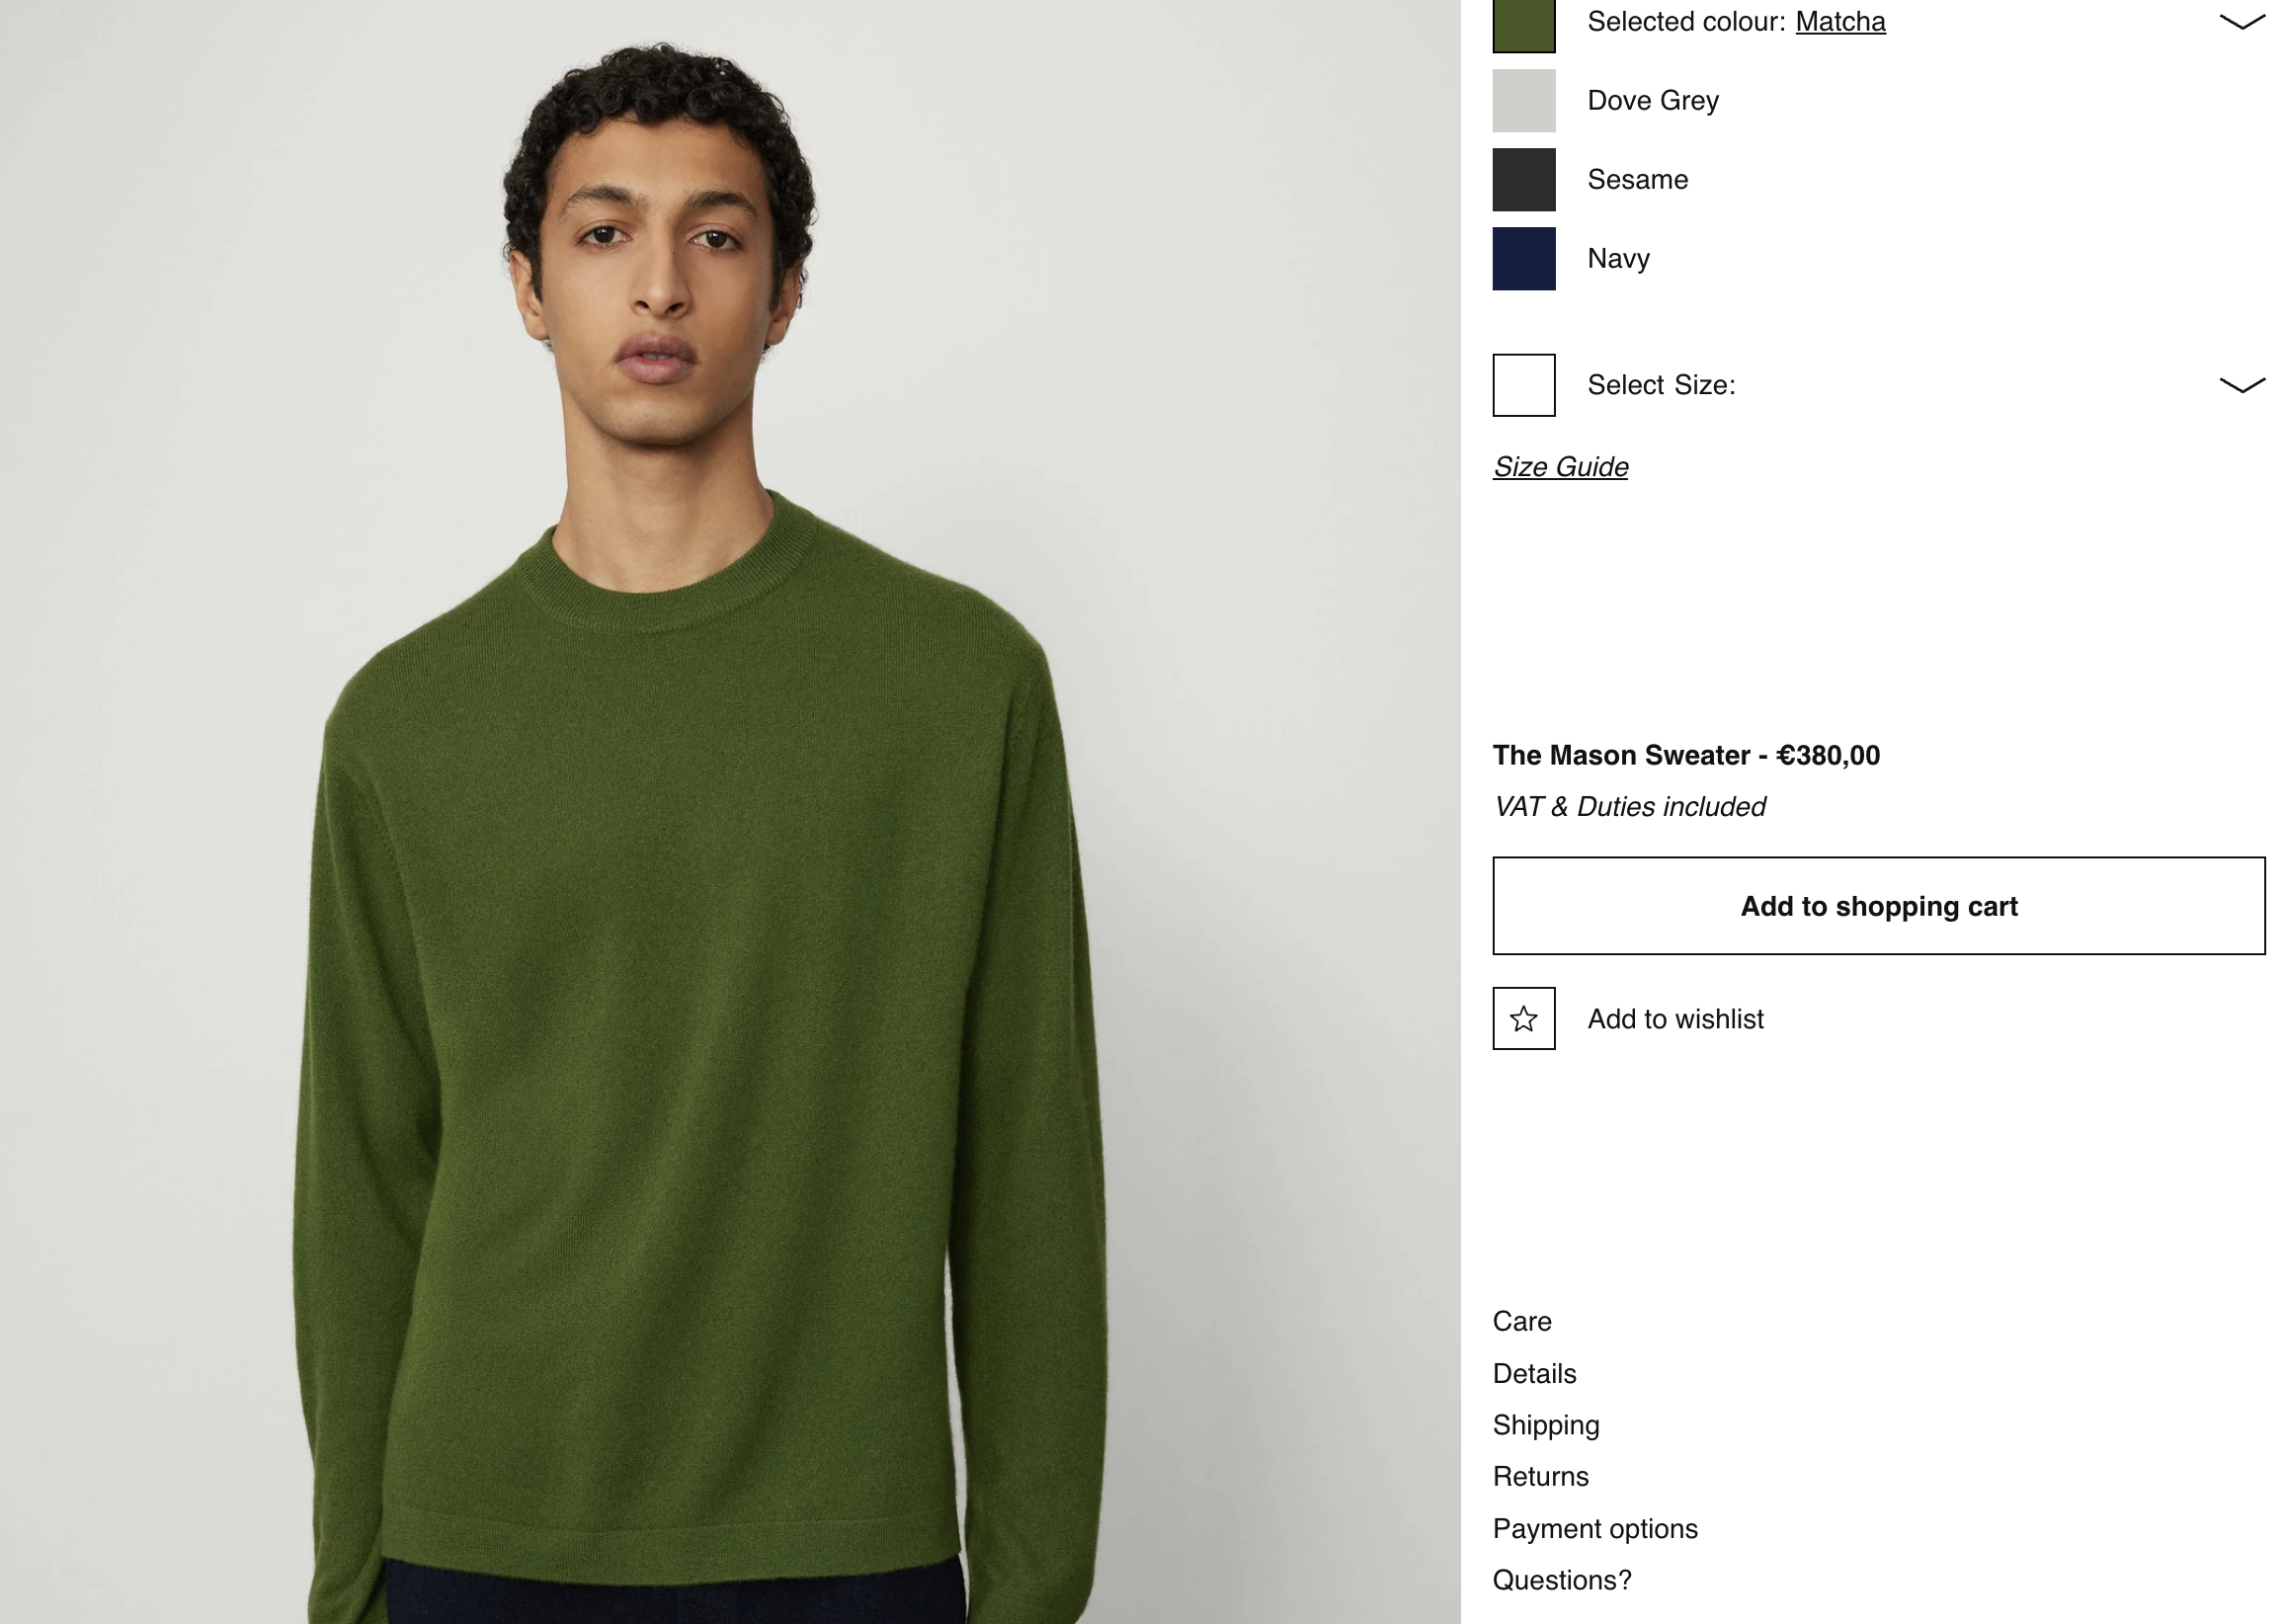 Selected colour: Matcha
Dove Grey
Sesame
Navy
Select Size:
Size Guide
The Mason Sweater - €380,00
VAT & Duties included
Add to shopping cart
Add to wishlist
Care
Details
Shipping
Returns
Payment options
Questions?